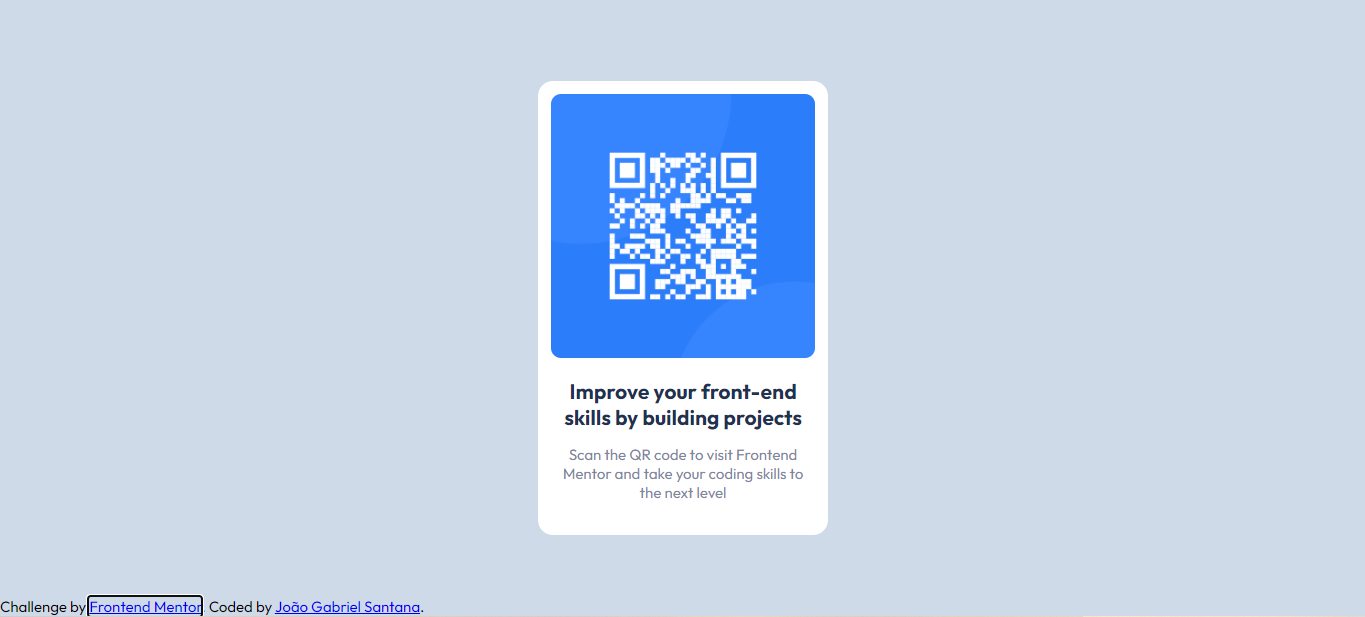 Improve your front-end
skills by building projects
Scan the QR code to visit Frontend
Mentor and take your coding skills to
the next level
Challenge by Frontend Mentor. Coded by João Gabriel Santana.